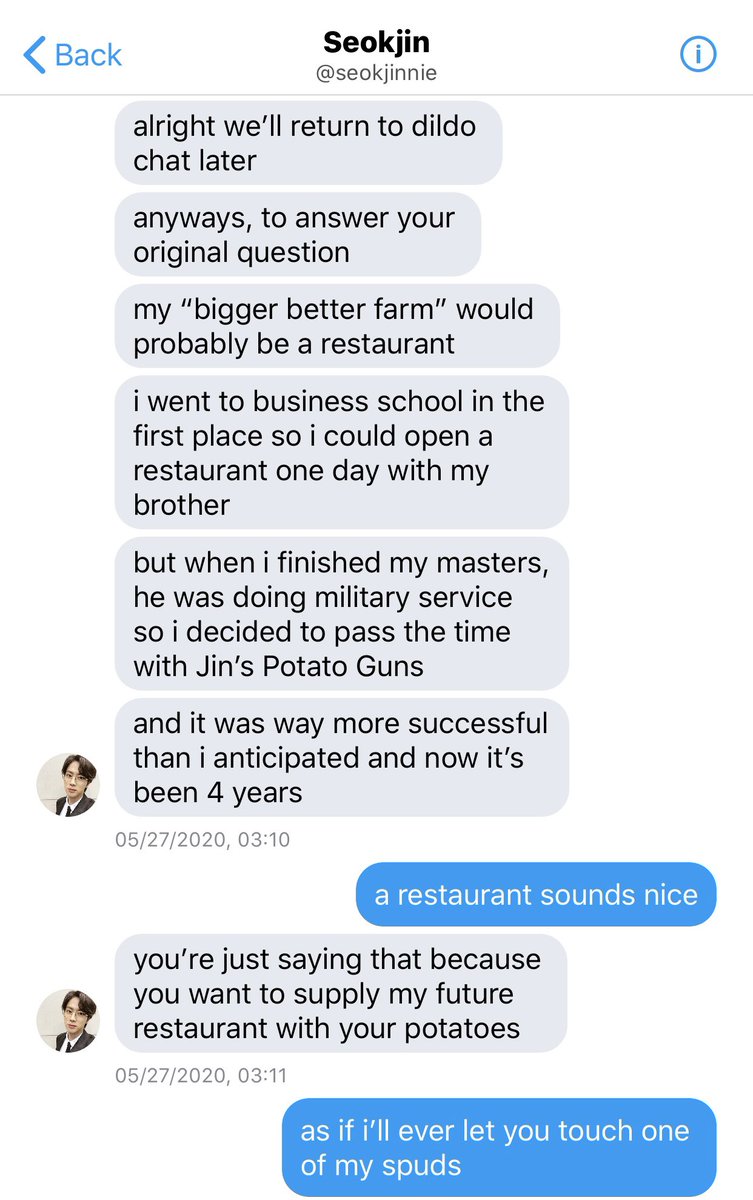 Back
Seokjin
@seokjinnie
alright we’ll return to dildo
chat later
anyways, to answer your
original question
my “bigger better farm” would
probably be a restaurant
i went to business school in the
first place so i could open a
restaurant one day with my
brother
but when i finished my masters,
he was doing military service
so i decided to pass the time
with Jin’s Potato Guns
and it was way more successful
than i anticipated and now it’s
been 4 years
05/27/2020, 03:10
a restaurant sounds nice
you’re just saying that because
you want to supply my future
restaurant with your potatoes
05/27/2020, 03:11
as if i’ll ever let you touch one
of my spuds